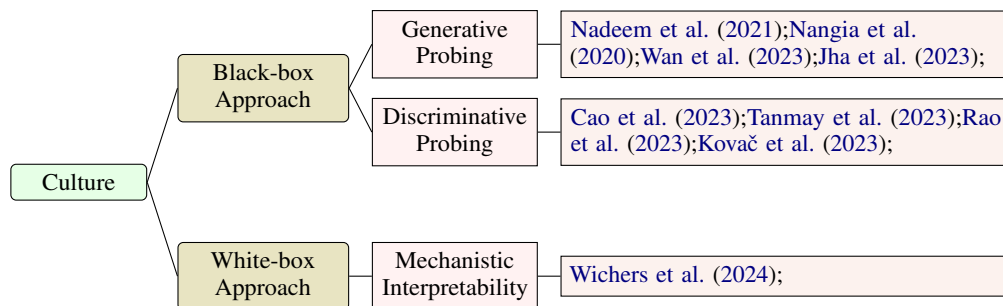 Culture
Black-box
Approach
Generative
Probing
Nadeem et al. (2021);Nangia et al.
(2020);Wan et al. (2023);Jha et al. (2023);
Discriminative
Probing
Cao et al. (2023);Tanmay et al. (2023);Rao
et al. (2023);Kovač et al. (2023);
White-box
Approach
Mechanistic
Interpretability
Wichers et al. (2024);